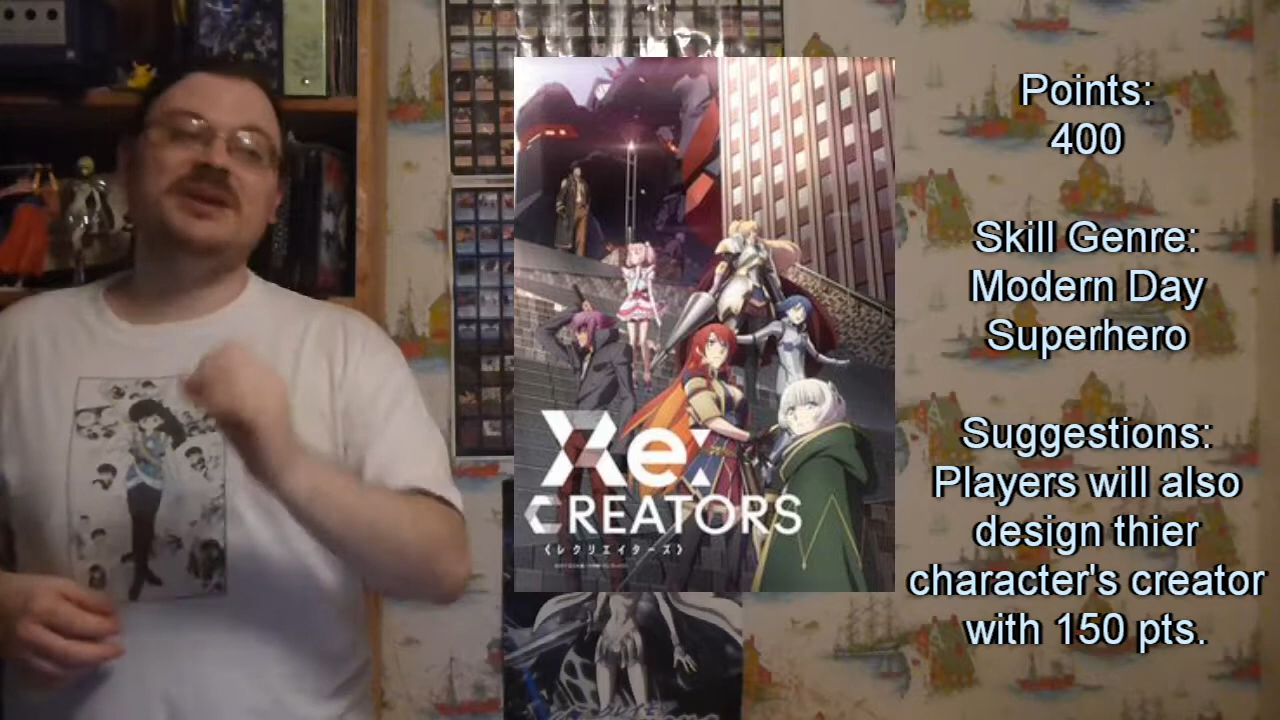 Re:
CREATORS
《レクリエイターズ》
Points:
400
Skill Genre:
Modern Day
Superhero
Suggestions:
Players will also
design thier
character's creator
with 150 pts.